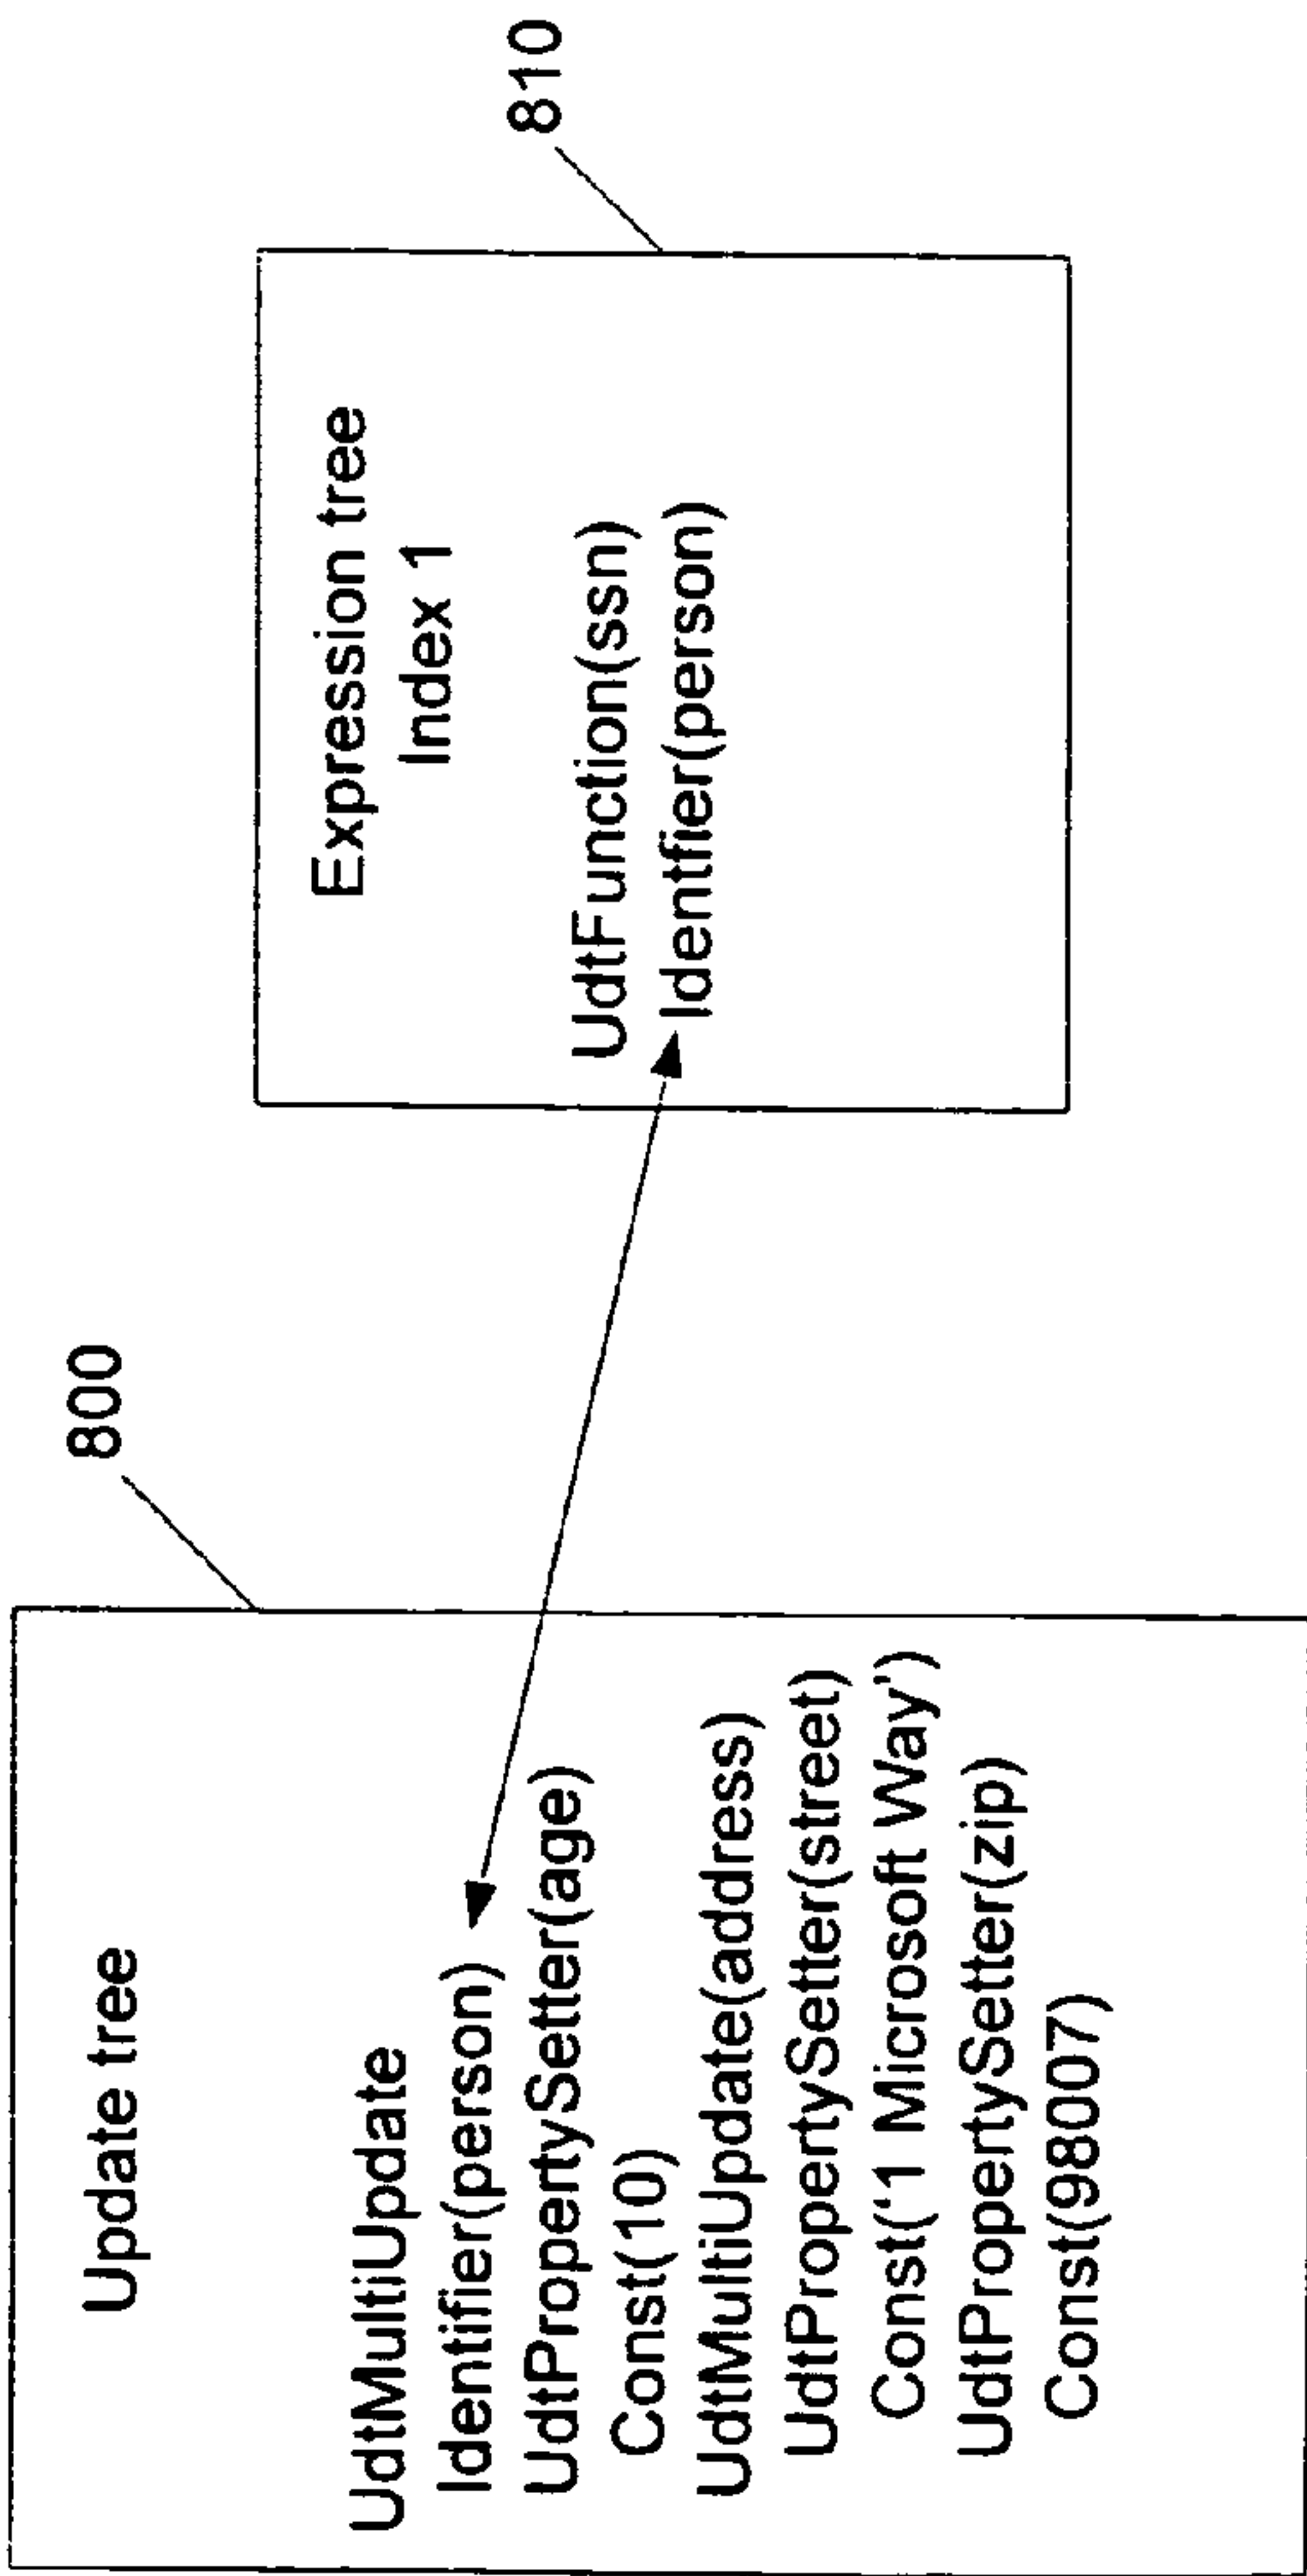 800
Update tree
UdtMultiUpdate
Identifier(person)
UdtPropertySetter(age)
Const(10)
UdtMultiUpdate(address)
UdtPropertySetter(street)
Const('1 Microsoft Way')
UdtPropertySetter(zip)
Const(98007)
810
Expression tree
Index 1
UdtFunction(ssn)
Identfier(person)